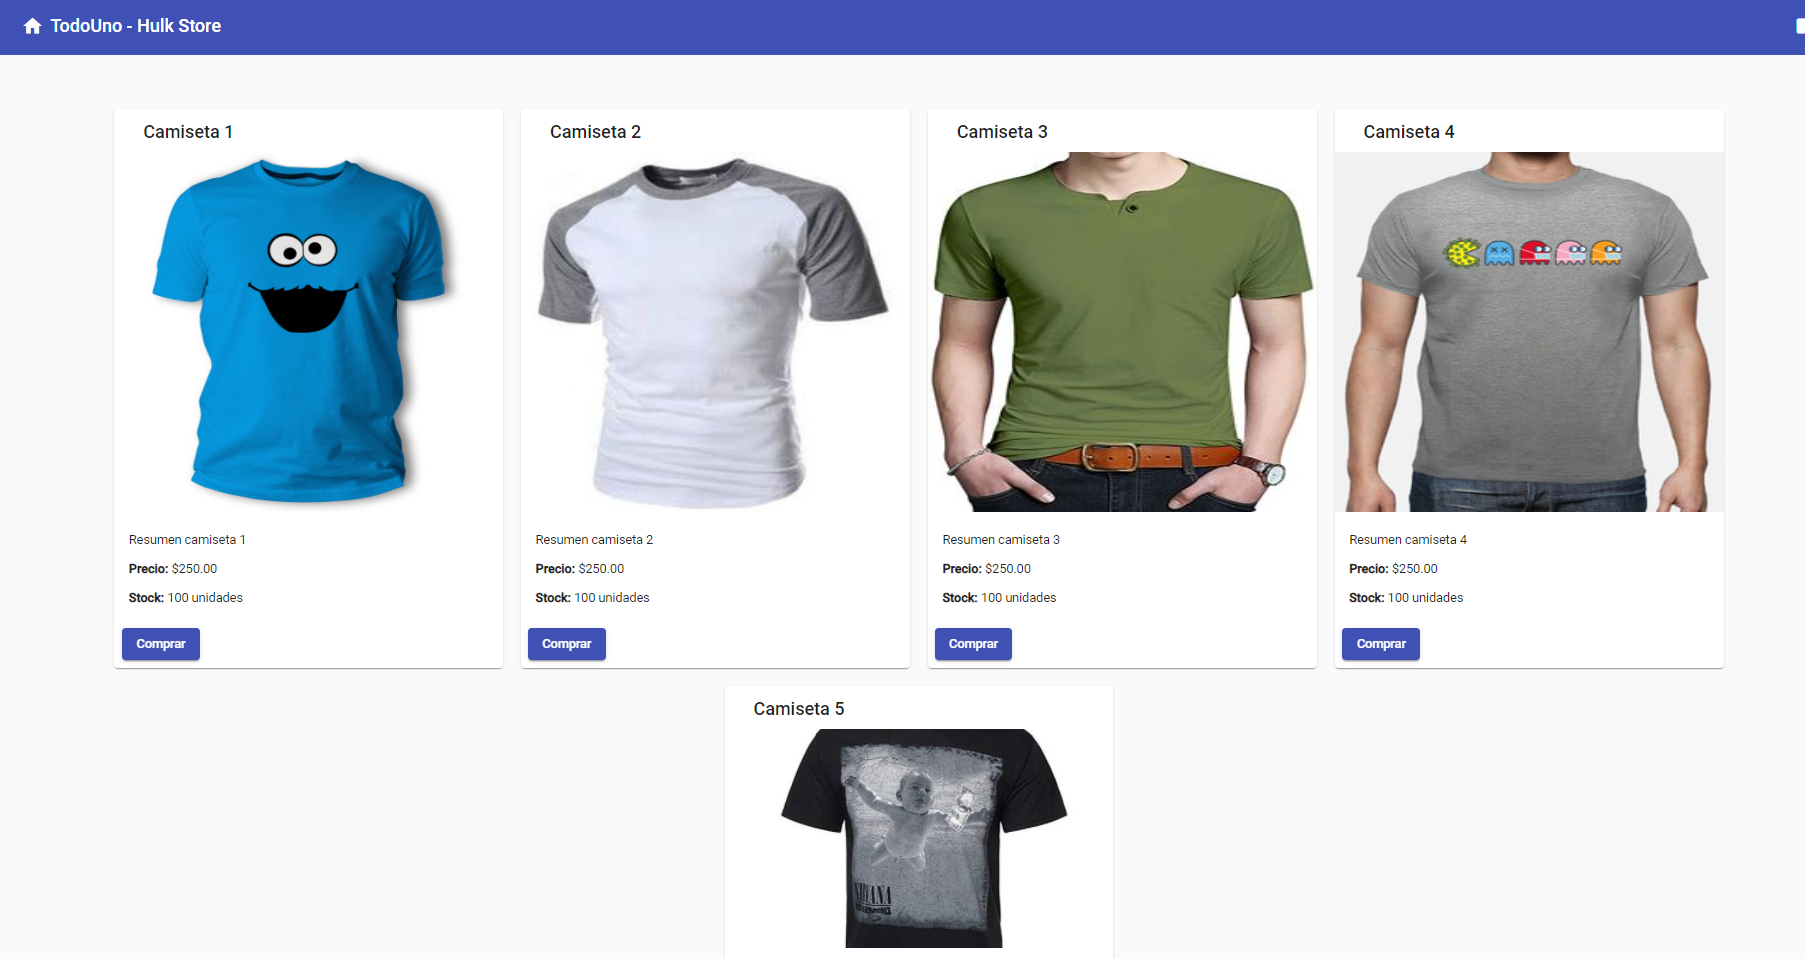 TodoUno - Hulk Store
Camiseta 1
Camiseta 2
Camiseta 3
Camiseta 4
Resumen camiseta 1
Resumen camiseta 2
Resumen camiseta 3
Resumen camiseta 4
Precio: $250.00
Precio: $250.00
Precio: $250.00
Precio: $250.00
Stock: 100 unidades
Stock: 100 unidades
Stock: 100 unidades
Stock: 100 unidades
Comprar
Comprar
Comprar
Comprar
Camiseta 5
NIRVANA